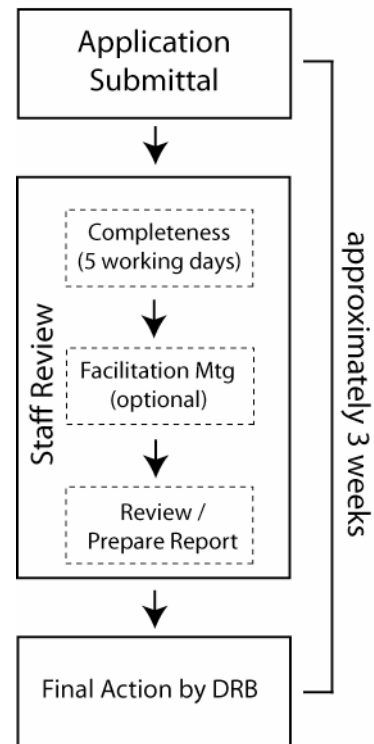 Application
Submittal
Staff Review
Completeness
(5 working days)
Facilitation Mtg
(optional)
Review /
Prepare Report
Final Action by DRB
approximately 3 weeks